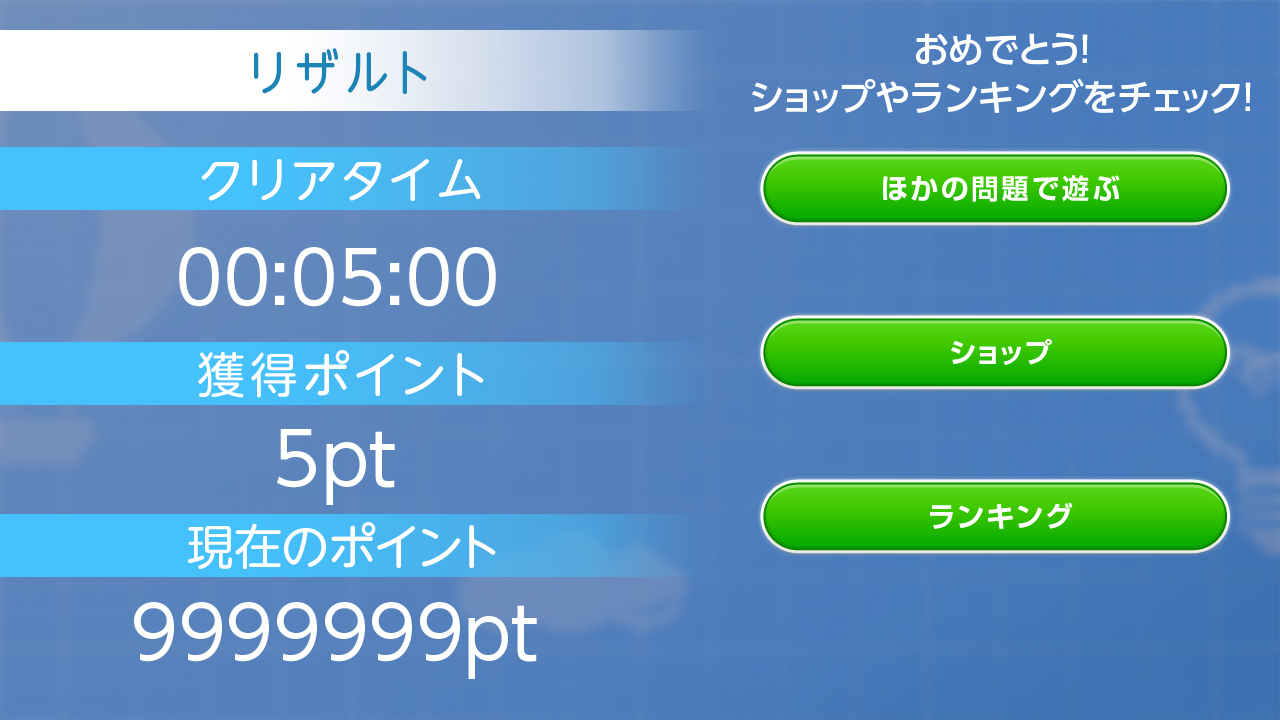 リザルト
クリアタイム
00:05:00
獲得ポイント
5pt
現在のポイント
9999999pt
おめでとう!
ショップやランキングをチェック!
ほかの問題で遊ぶ
ショップ
ランキング